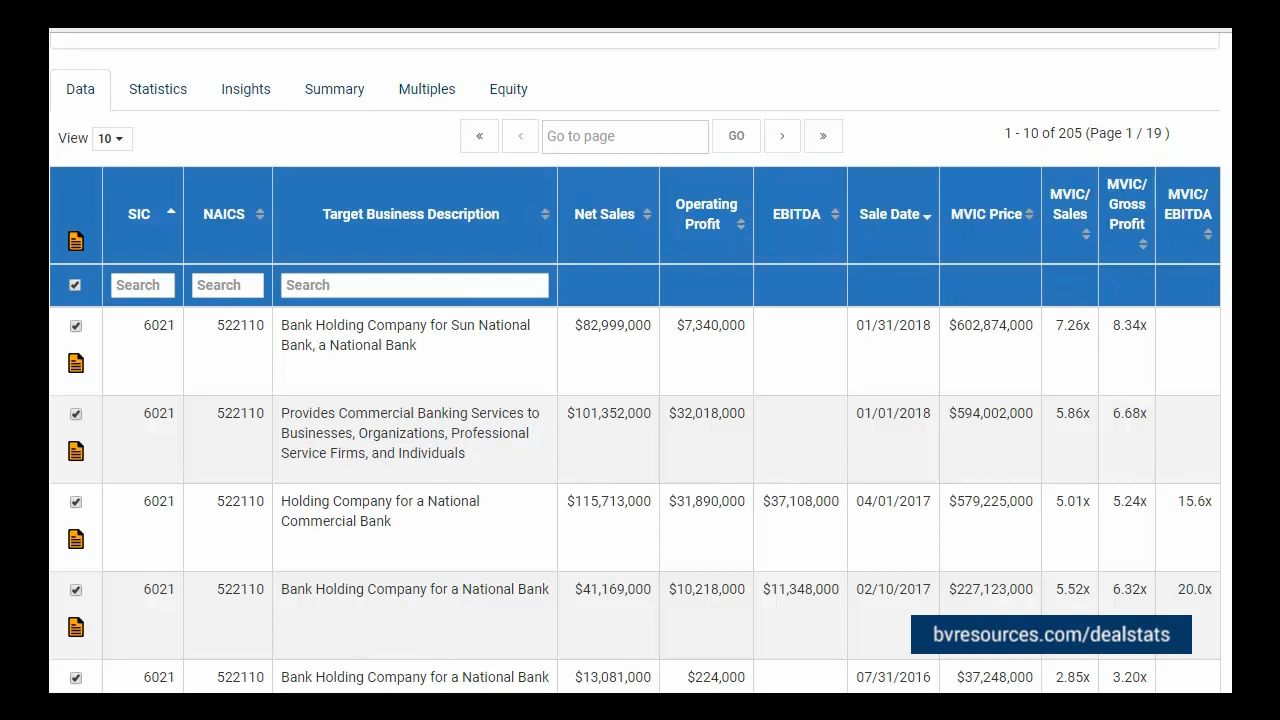 Data Statistics Insights Summary Multiples Equity
View 10 « ‹ Go to page GO › » 1 - 10 of 205 (Page 1 / 19 )
SIC NAICS Target Business Description Net Sales Operating Profit EBITDA Sale Date MVIC Price MVIC/ Sales MVIC/ Gross Profit MVIC/ EBITDA
Search Search Search
6021 522110 Bank Holding Company for Sun National $82,999,000 $7,340,000 01/31/2018 $602,874,000 7.26x 8.34x
Bank, a National Bank
6021 522110 Provides Commercial Banking Services to $101,352,000 $32,018,000 01/01/2018 $594,002,000 5.86x 6.68x
Businesses, Organizations, Professional
Service Firms, and Individuals
6021 522110 Holding Company for a National $115,713,000 $31,890,000 $37,108,000 04/01/2017 $579,225,000 5.01x 5.24x 15.6x
Commercial Bank
6021 522110 Bank Holding Company for a National Bank $41,169,000 $10,218,000 $11,348,000 02/10/2017 $227,123,000 5.52x 6.32x 20.0x
bvresources.com/dealstats
6021 522110 Bank Holding Company for a National Bank $13,081,000 $224,000 07/31/2016 $37,248,000 2.85x 3.20x